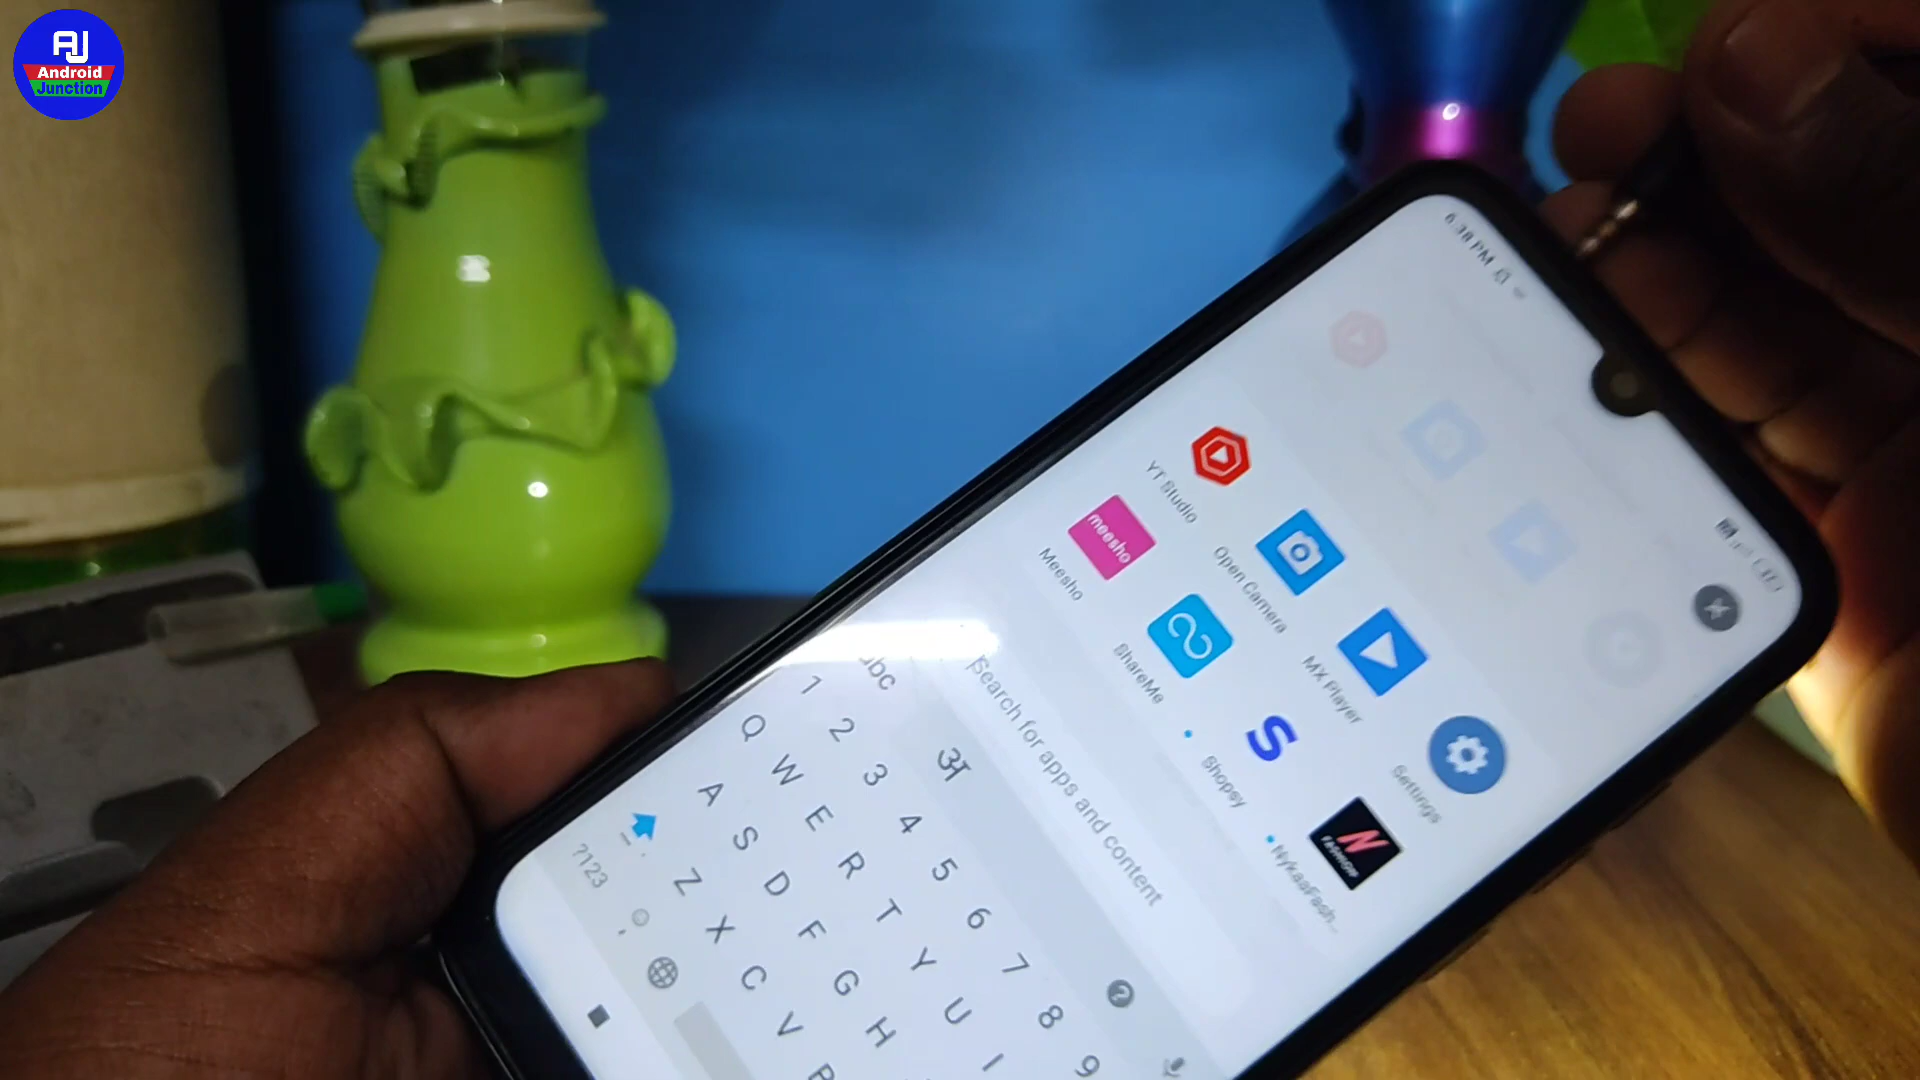 AJ
Android
Junction
6:38 PM
YT Studio
Open Camera
MX Player
Settings
meesho
Meesho
ShareMe
Shopsy
N
FASHION
NykaaFash...
Search for apps and content
abc
अ
1 2 3 4 5 6 7 8 9
Q W E R T Y U I
A S D F G H
Z X C V B
?123